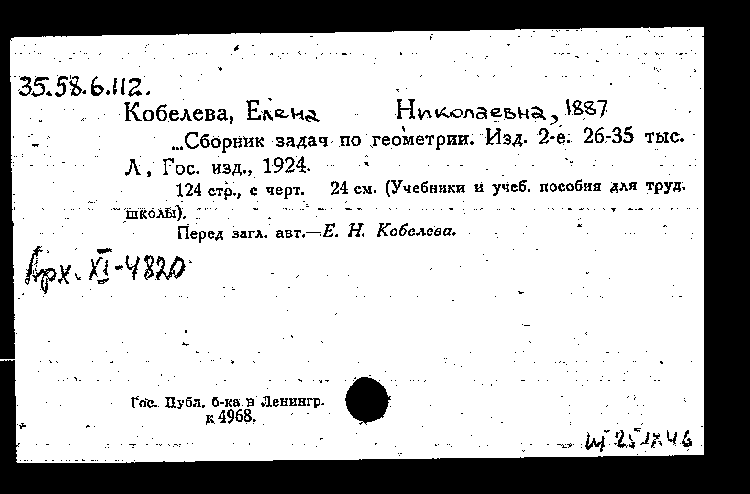 35.58.6.112.
Кобелева, Елена Николаевна, 1887
...Сборник задач по геометрии. Изд. 2-е. 26-35 тыс.
Л, Гос. изд., 1924.
124 стр., с черт. 24 см. (Учебники и учеб. пособия для труд.
школы).
Перед загл. авт.—Е. Н. Кобелева.
Арх. XI-4820
Гос. Публ. б-ка в Ленингр.
к 4968.